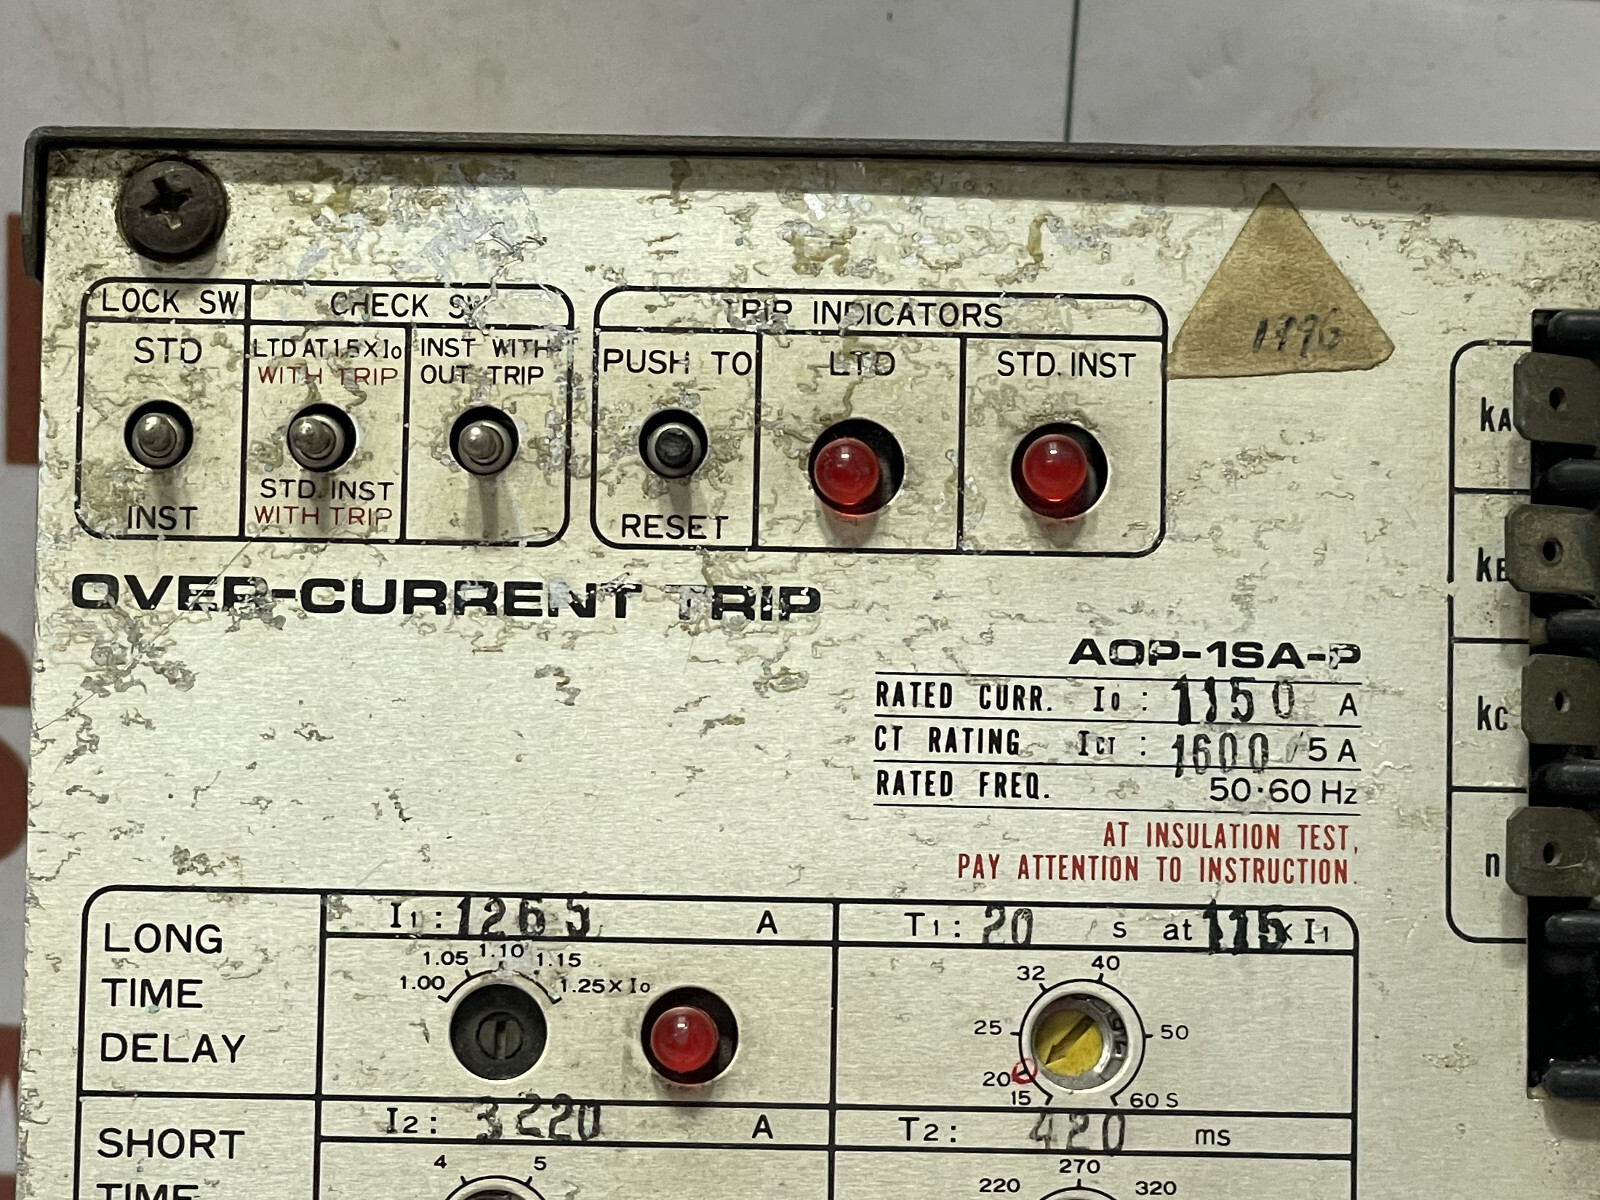 LOCK SW
CHECK SW
STD
INST
LTD AT 1.5×I₀
WITH TRIP
STD. INST
WITH TRIP
INST WITH-
OUT TRIP
TRIP INDICATORS
PUSH TO
RESET
LTD
STD. INST
1996
OVER-CURRENT TRIP
AOP-1SA-P
RATED CURR. I₀ : 1150 A
CT RATING ICT : 1600/5 A
RATED FREQ. 50·60 Hz
AT INSULATION TEST,
PAY ATTENTION TO INSTRUCTION.
kA
kB
kC
n
LONG
TIME
DELAY
I₁ : 1265 A
1.00 1.05 1.10 1.15 1.25×I₀
T₁ : 20 s at × I₁
15 20 25 32 40 50 60 S
SHORT
TIME
I₂ : 3220 A
4 5
T₂ : 420 ms
220 270 320